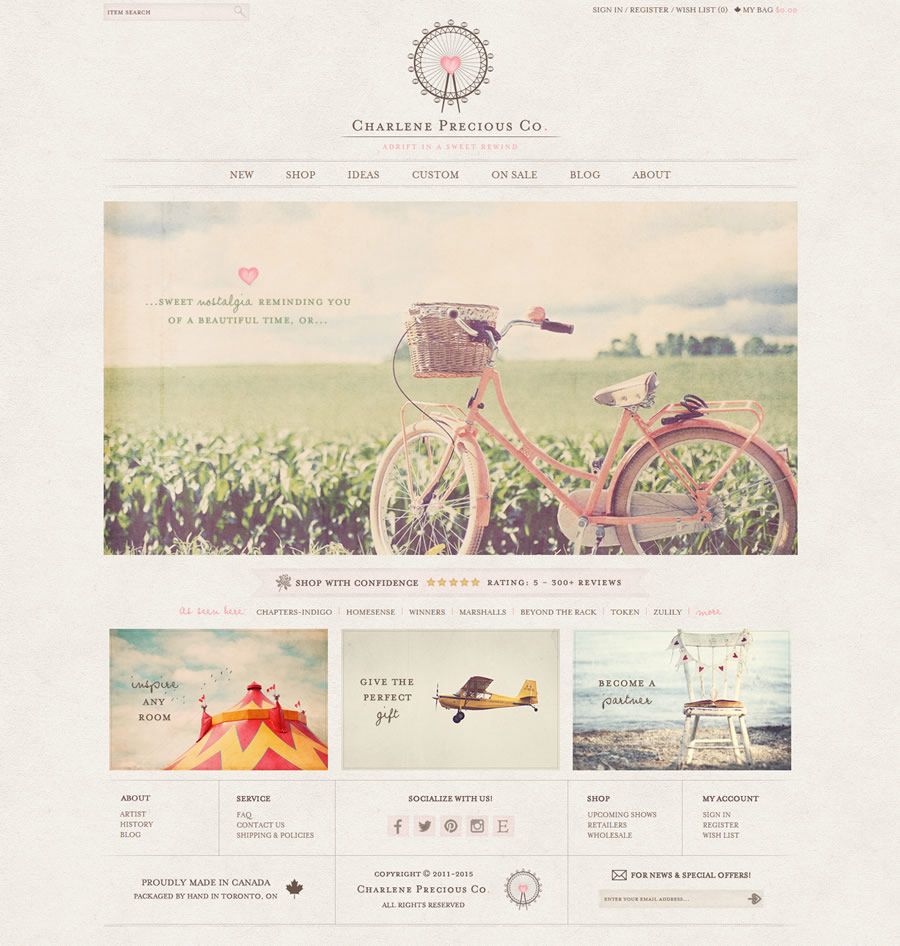 ITEM SEARCH
SIGN IN / REGISTER / WISH LIST (0) MY BAG $0.00
CHARLENE PRECIOUS CO.
ADRIFT IN A SWEET REWIND
NEW SHOP IDEAS CUSTOM ON SALE BLOG ABOUT
...SWEET nostalgia REMINDING YOU
OF A BEAUTIFUL TIME, OR...
SHOP WITH CONFIDENCE RATING: 5 – 300+ REVIEWS
As seen here: CHAPTERS-INDIGO | HOMESENSE | WINNERS | MARSHALLS | BEYOND THE RACK | TOKEN | ZULILY | more
inspire
ANY
ROOM
GIVE THE
PERFECT
gift
BECOME A
partner
ABOUT
ARTIST
HISTORY
BLOG
SERVICE
FAQ
CONTACT US
SHIPPING & POLICIES
SOCIALIZE WITH US!
f E
SHOP
UPCOMING SHOWS
RETAILERS
WHOLESALE
MY ACCOUNT
SIGN IN
REGISTER
WISH LIST
PROUDLY MADE IN CANADA
PACKAGED BY HAND IN TORONTO, ON
COPYRIGHT © 2011-2015
CHARLENE PRECIOUS CO.
ALL RIGHTS RESERVED
FOR NEWS & SPECIAL OFFERS!
ENTER YOUR EMAIL ADDRESS...